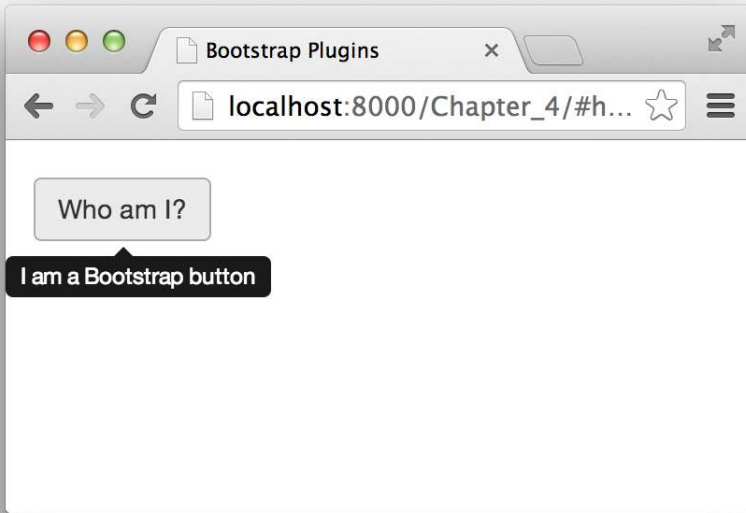 Bootstrap Plugins
localhost:8000/Chapter_4/#h...
Who am I?
I am a Bootstrap button